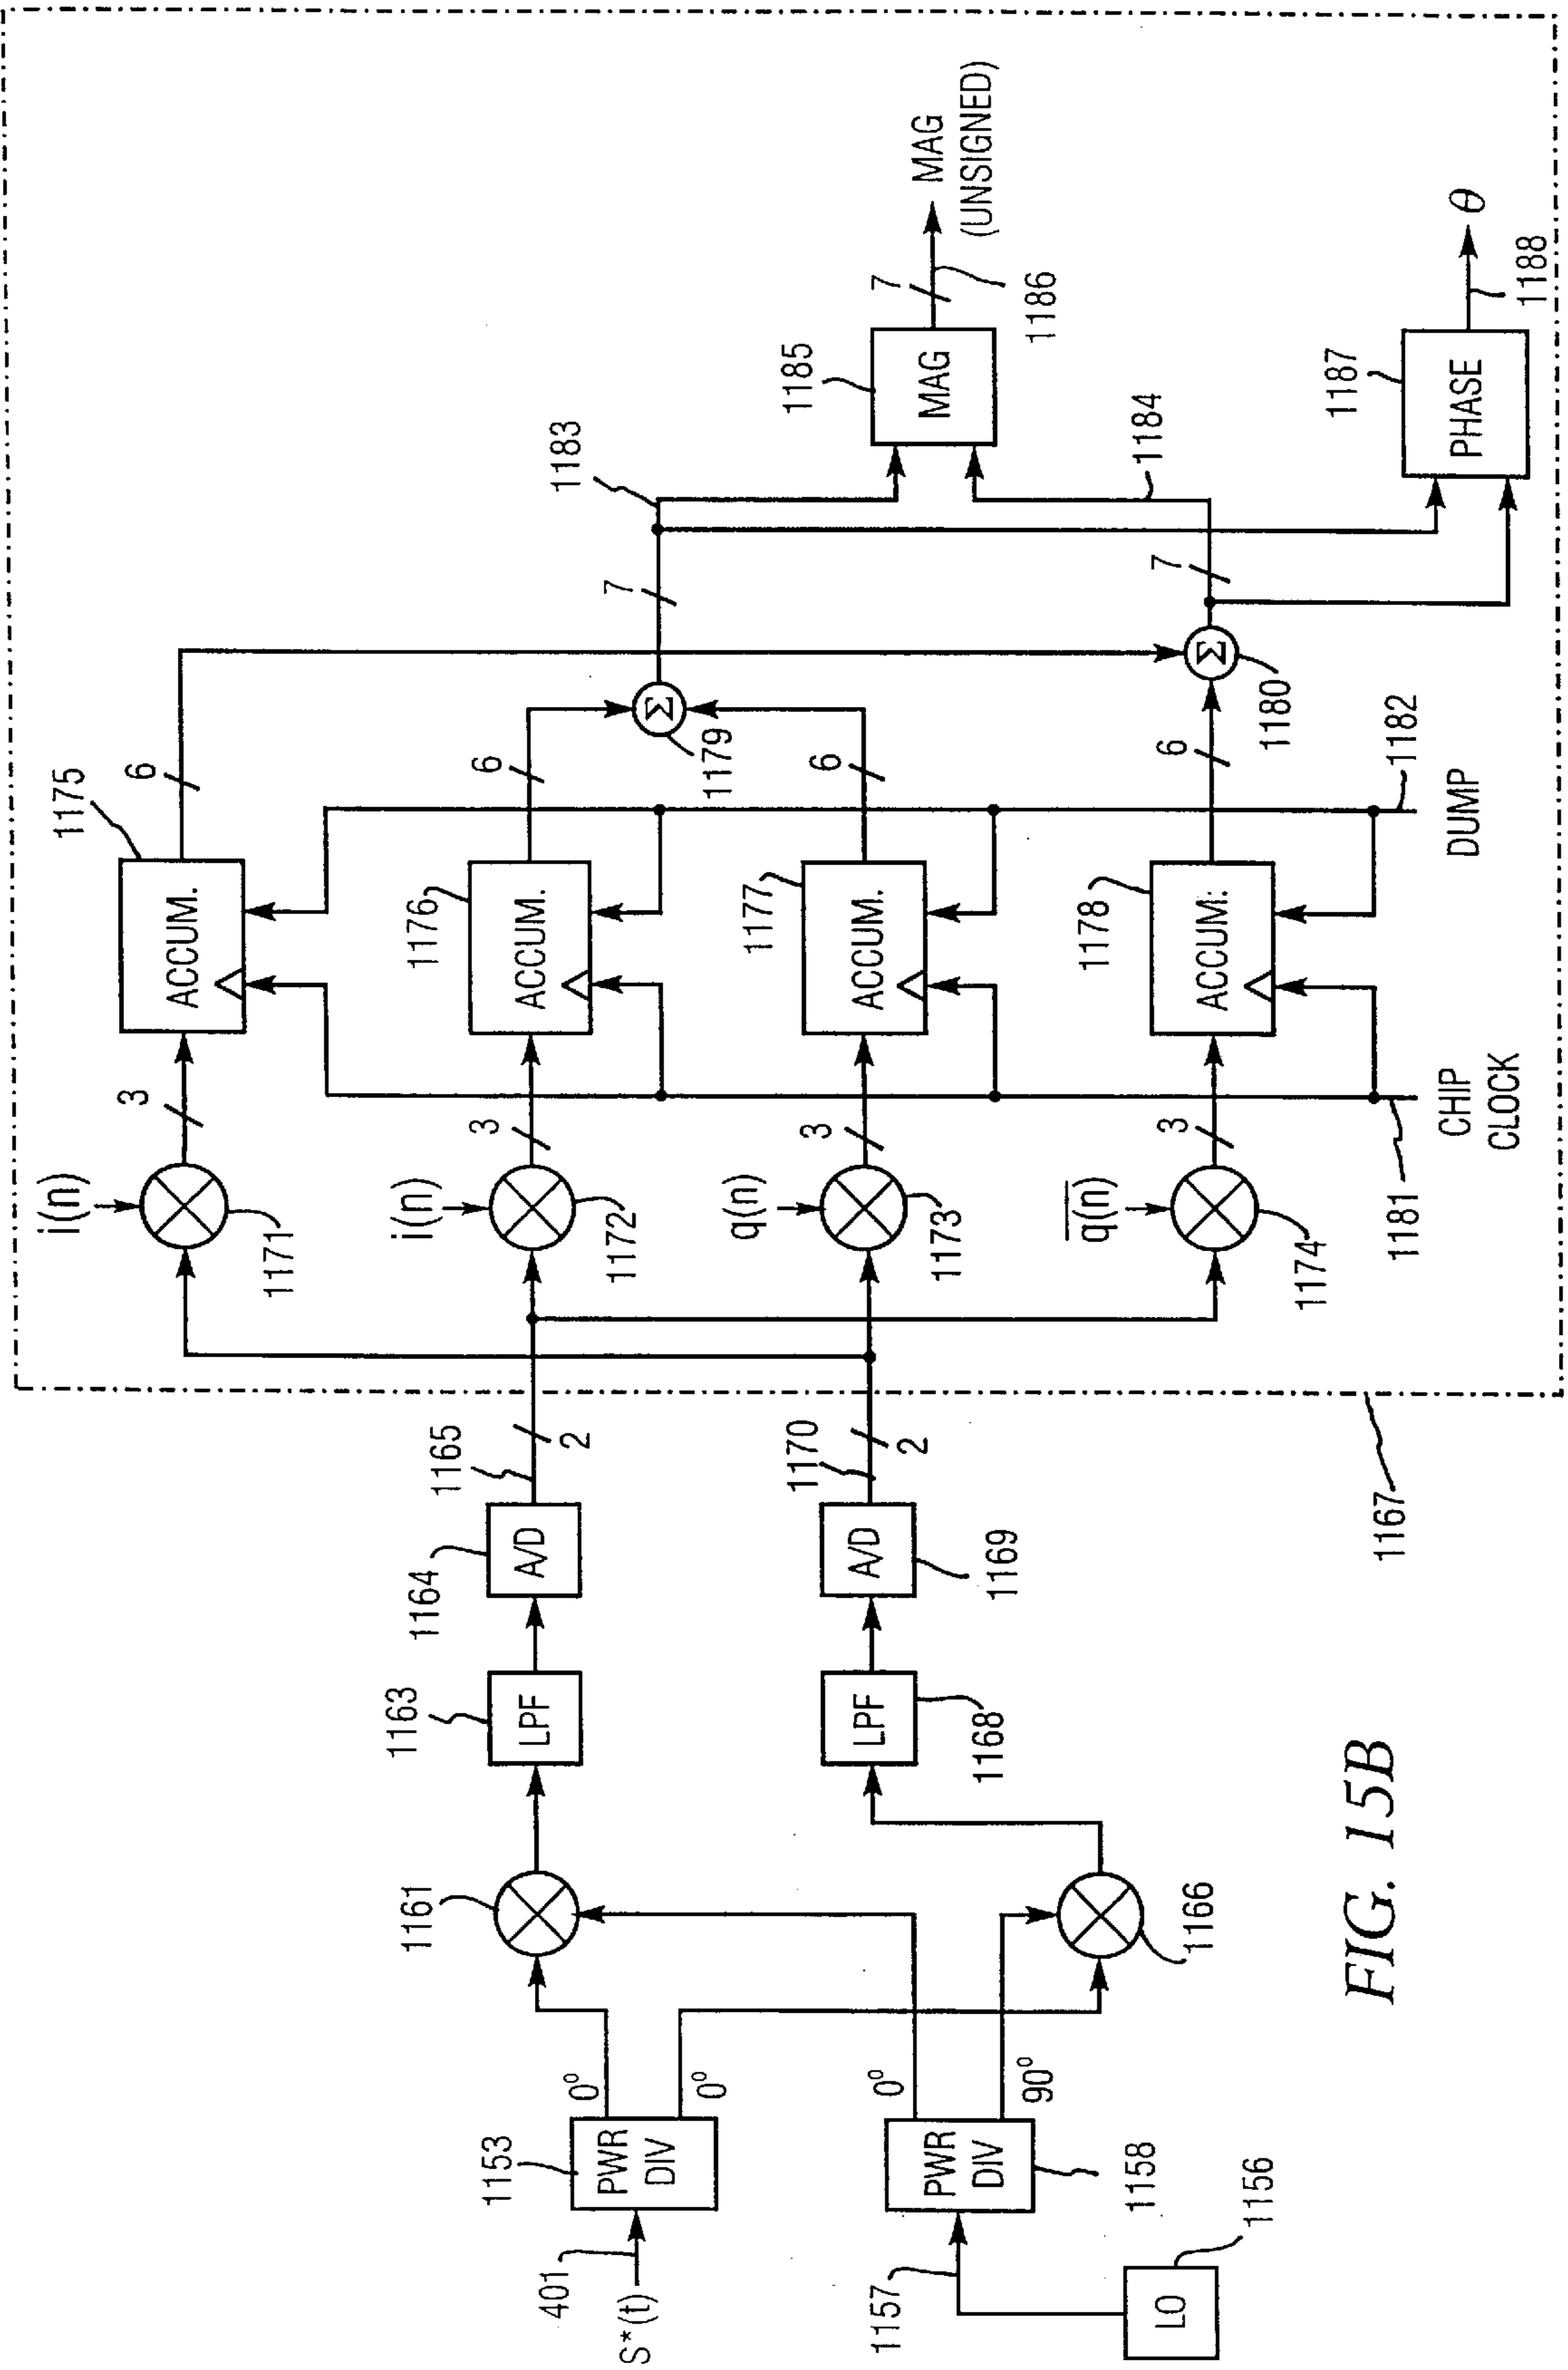 1175
6
i(n)
3
ACCUM.
1171
1183
1185
MAG
7
MAG
(UNSIGNED)
1186
1165
2
i(n)
3
1176
ACCUM.
6
Σ
1179
7
1172
1163
LPF
1164
A/D
1161
1153
PWR
DIV
0°
0°
401
S*(t)
1170
2
q(n)
3
1177
ACCUM.
6
1173
LPF
1168
A/D
1169
PWR
DIV
0°
90°
1157
1158
1166
LO
1156
q(n)
3
1178
ACCUM.
6
Σ
1180
7
1184
1174
1187
PHASE
θ
1188
1167
1181
CHIP
CLOCK
1182
DUMP
FIG. 15B